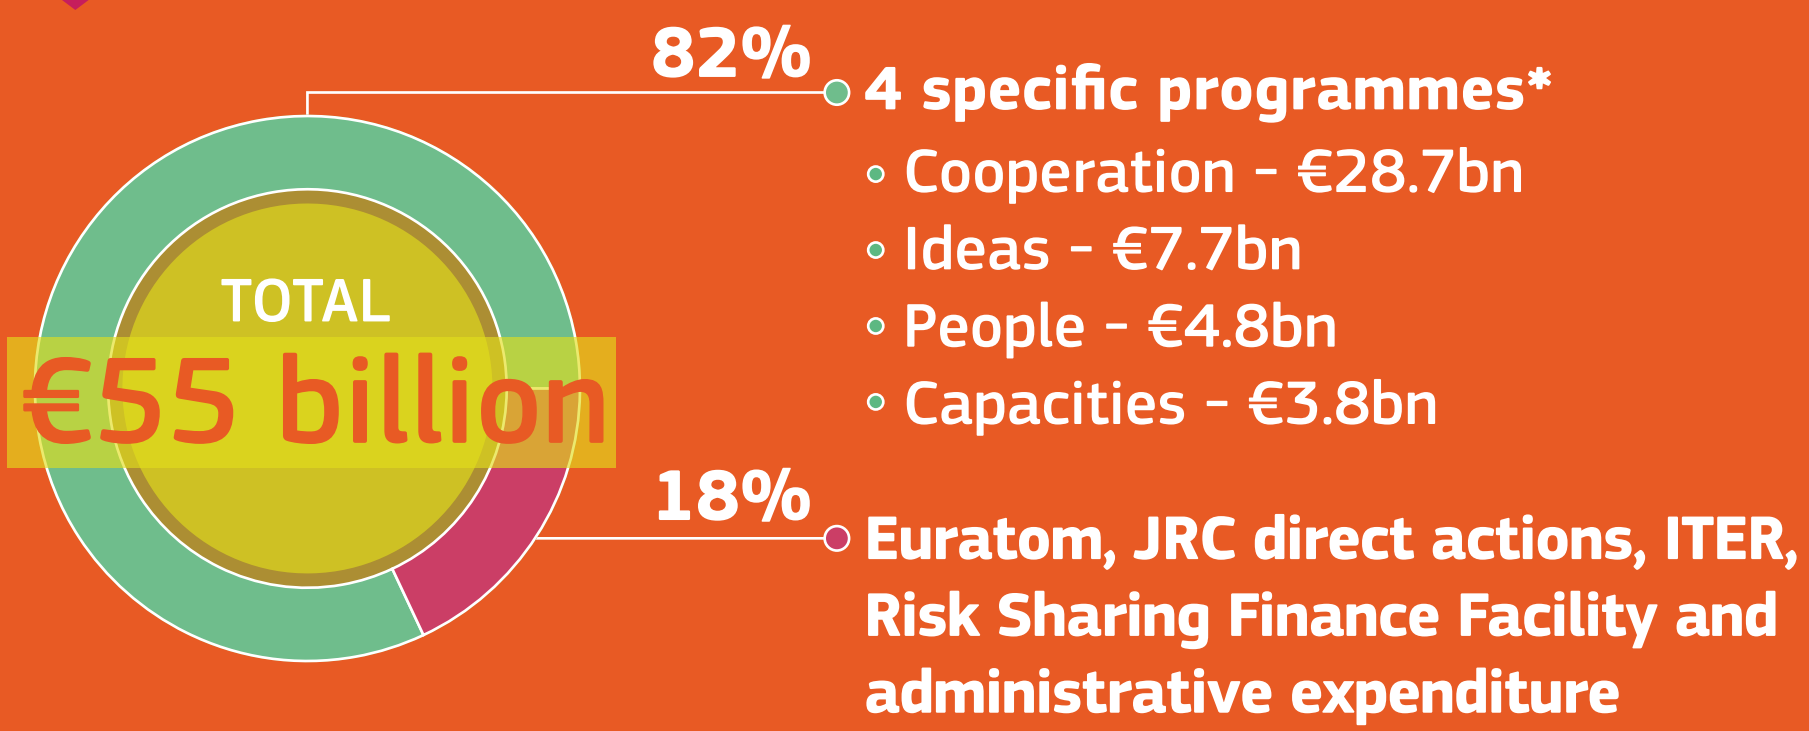 82%
4 specific programmes*
Cooperation – €28.7bn
Ideas – €7.7bn
People – €4.8bn
Capacities – €3.8bn
TOTAL
€55 billion
18%
Euratom, JRC direct actions, ITER,
Risk Sharing Finance Facility and
administrative expenditure